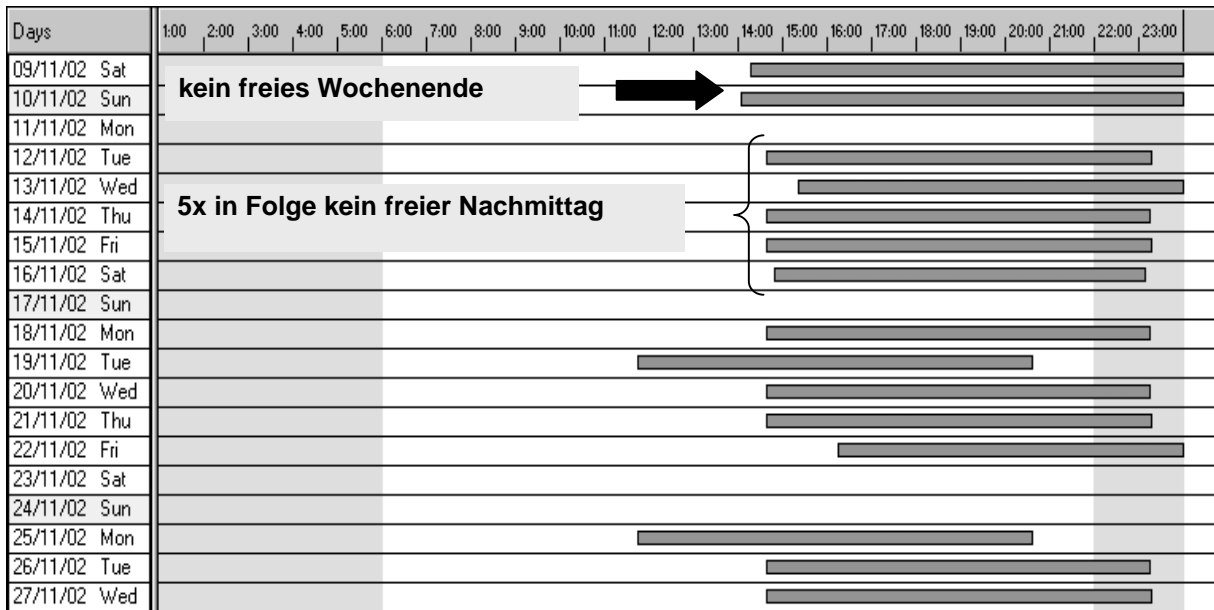 Days 1:00 2:00 3:00 4:00 5:00 6:00 7:00 8:00 9:00 10:00 11:00 12:00 13:00 14:00 15:00 16:00 17:00 18:00 19:00 20:00 21:00 22:00 23:00
09/11/02 Sat
kein freies Wochenende
10/11/02 Sun
11/11/02 Mon
12/11/02 Tue
13/11/02 Wed
5x in Folge kein freier Nachmittag
14/11/02 Thu
15/11/02 Fri
16/11/02 Sat
17/11/02 Sun
18/11/02 Mon
19/11/02 Tue
20/11/02 Wed
21/11/02 Thu
22/11/02 Fri
23/11/02 Sat
24/11/02 Sun
25/11/02 Mon
26/11/02 Tue
27/11/02 Wed